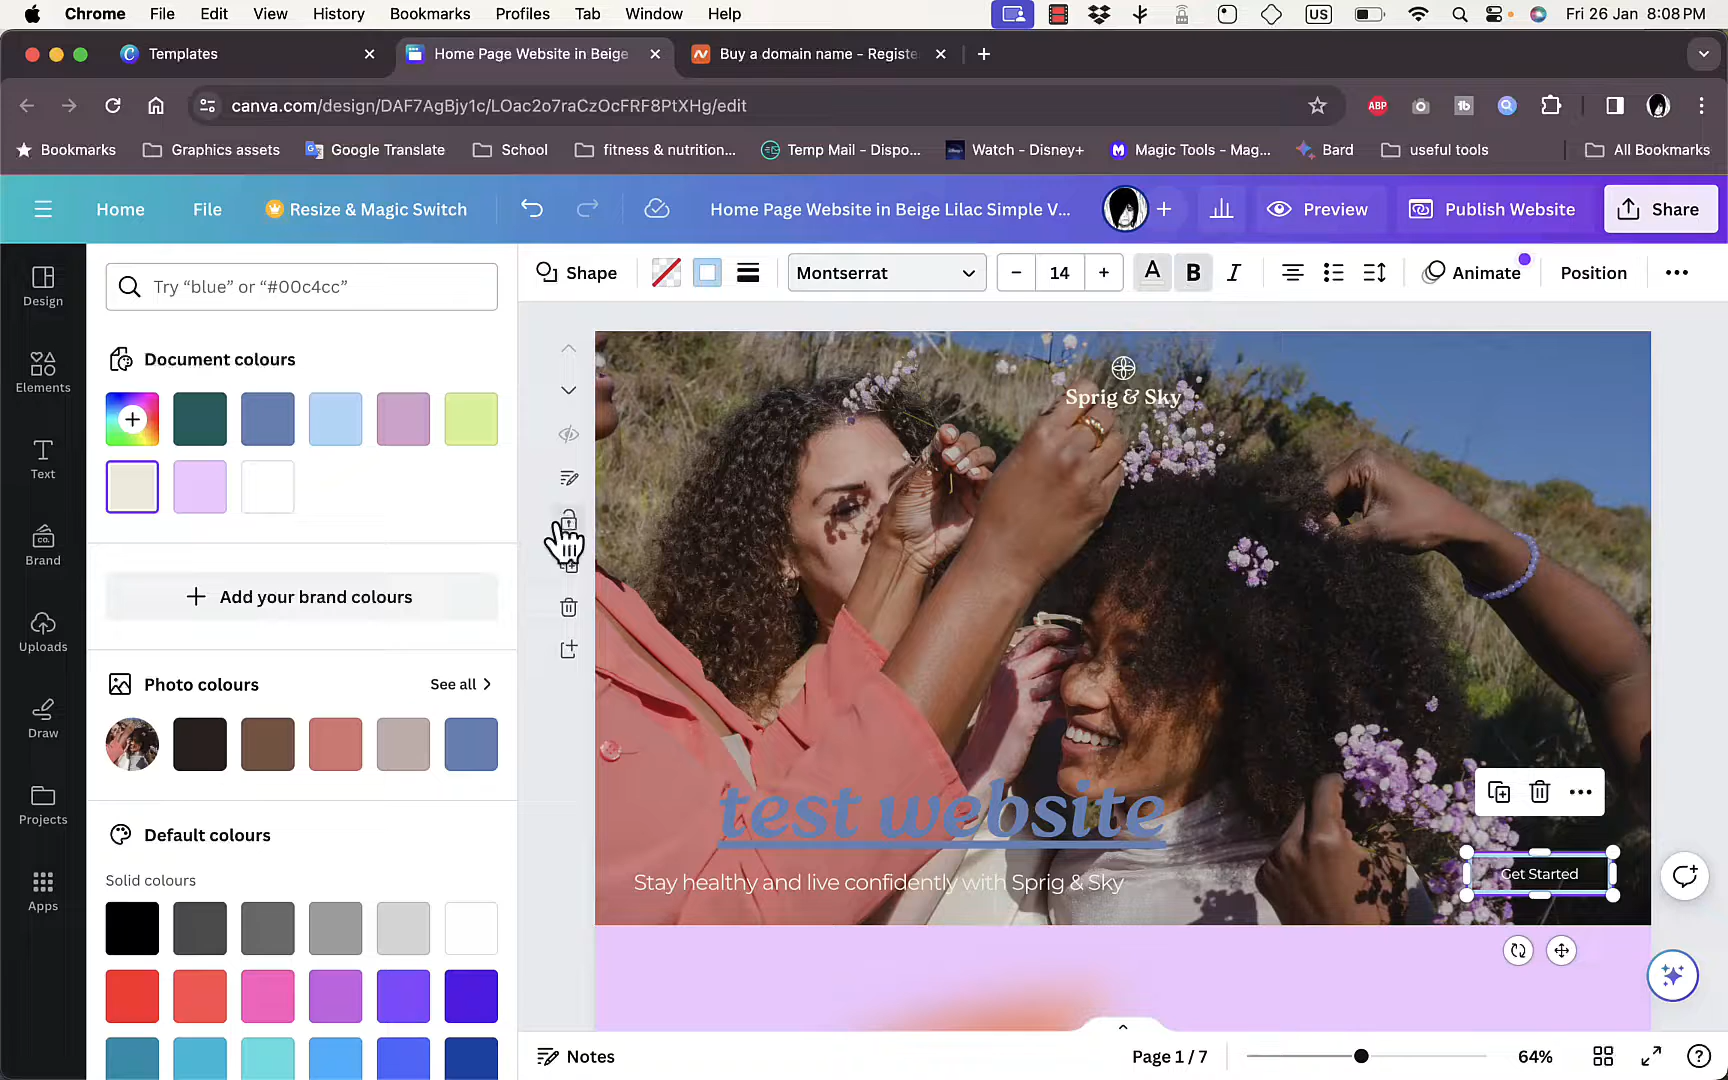 Chrome File Edit View History Bookmarks Profiles Tab Window Help US Fri 26 Jan 8:08 PM
Templates Home Page Website in Beige Buy a domain name - Registe
canva.com/design/DAF7AgBjy1c/LOac2o7raCzOcFRF8PtXHg/edit ABP tb
Bookmarks Graphics assets Google Translate School fitness & nutrition... Temp Mail - Dispo... Watch - Disney+ Magic Tools - Mag... Bard useful tools All Bookmarks
Home File Resize & Magic Switch Home Page Website in Beige Lilac Simple V... Preview Publish Website Share
Try “blue” or “#00c4cc”
Shape Montserrat 14 A B I Animate Position
Design
Elements
Text
Brand
Uploads
Draw
Projects
Apps
Document colours
Add your brand colours
Photo colours See all
Default colours
Solid colours
Sprig & Sky
test website
Stay healthy and live confidently with Sprig & Sky
Get Started
Notes Page 1 / 7 64%